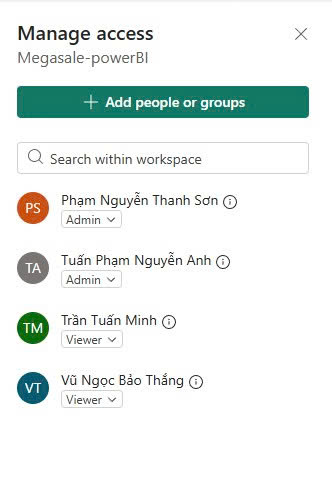 Manage access
Megasale-powerBI
Add people or groups
Search within workspace
PS
Phạm Nguyễn Thanh Sơn
Admin
TA
Tuấn Phạm Nguyễn Anh
Admin
TM
Trần Tuấn Minh
Viewer
VT
Vũ Ngọc Bảo Thắng
Viewer